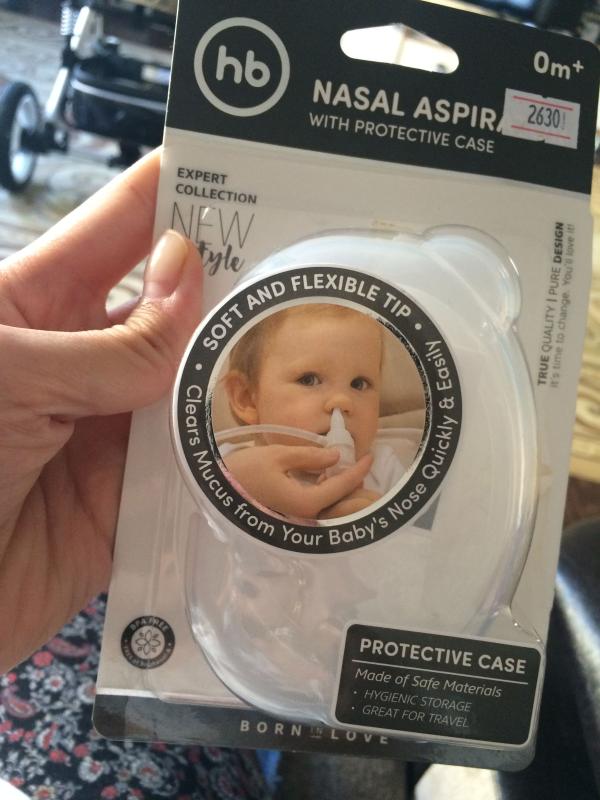 hb
0m+
NASAL ASPIRA
2630
WITH PROTECTIVE CASE
EXPERT
COLLECTION
NEW
style
TRUE QUALITY | PURE DESIGN
It's time to change. You'll love it!
SOFT AND FLEXIBLE TIP
Clears Mucus from Your Baby's Nose Quickly & Easily
BPA FREE
PROTECTIVE CASE
Made of Safe Materials
• HYGIENIC STORAGE
• GREAT FOR TRAVEL
BORN IN LOVE